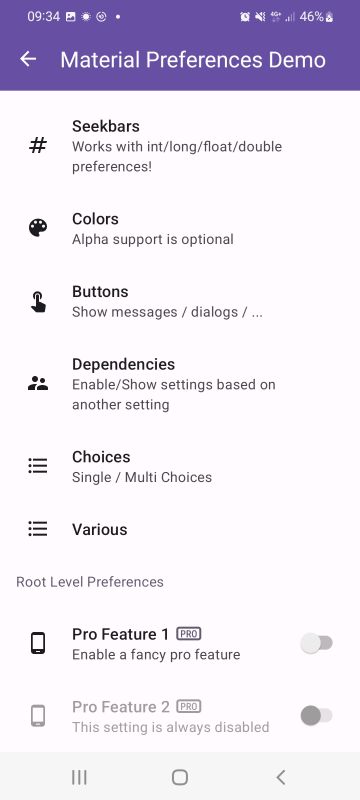 09:34 4G+ 46%
Material Preferences Demo
# Seekbars
Works with int/long/float/double
preferences!
Colors
Alpha support is optional
Buttons
Show messages / dialogs / ...
Dependencies
Enable/Show settings based on
another setting
Choices
Single / Multi Choices
Various
Root Level Preferences
Pro Feature 1 PRO
Enable a fancy pro feature
Pro Feature 2 PRO
This setting is always disabled